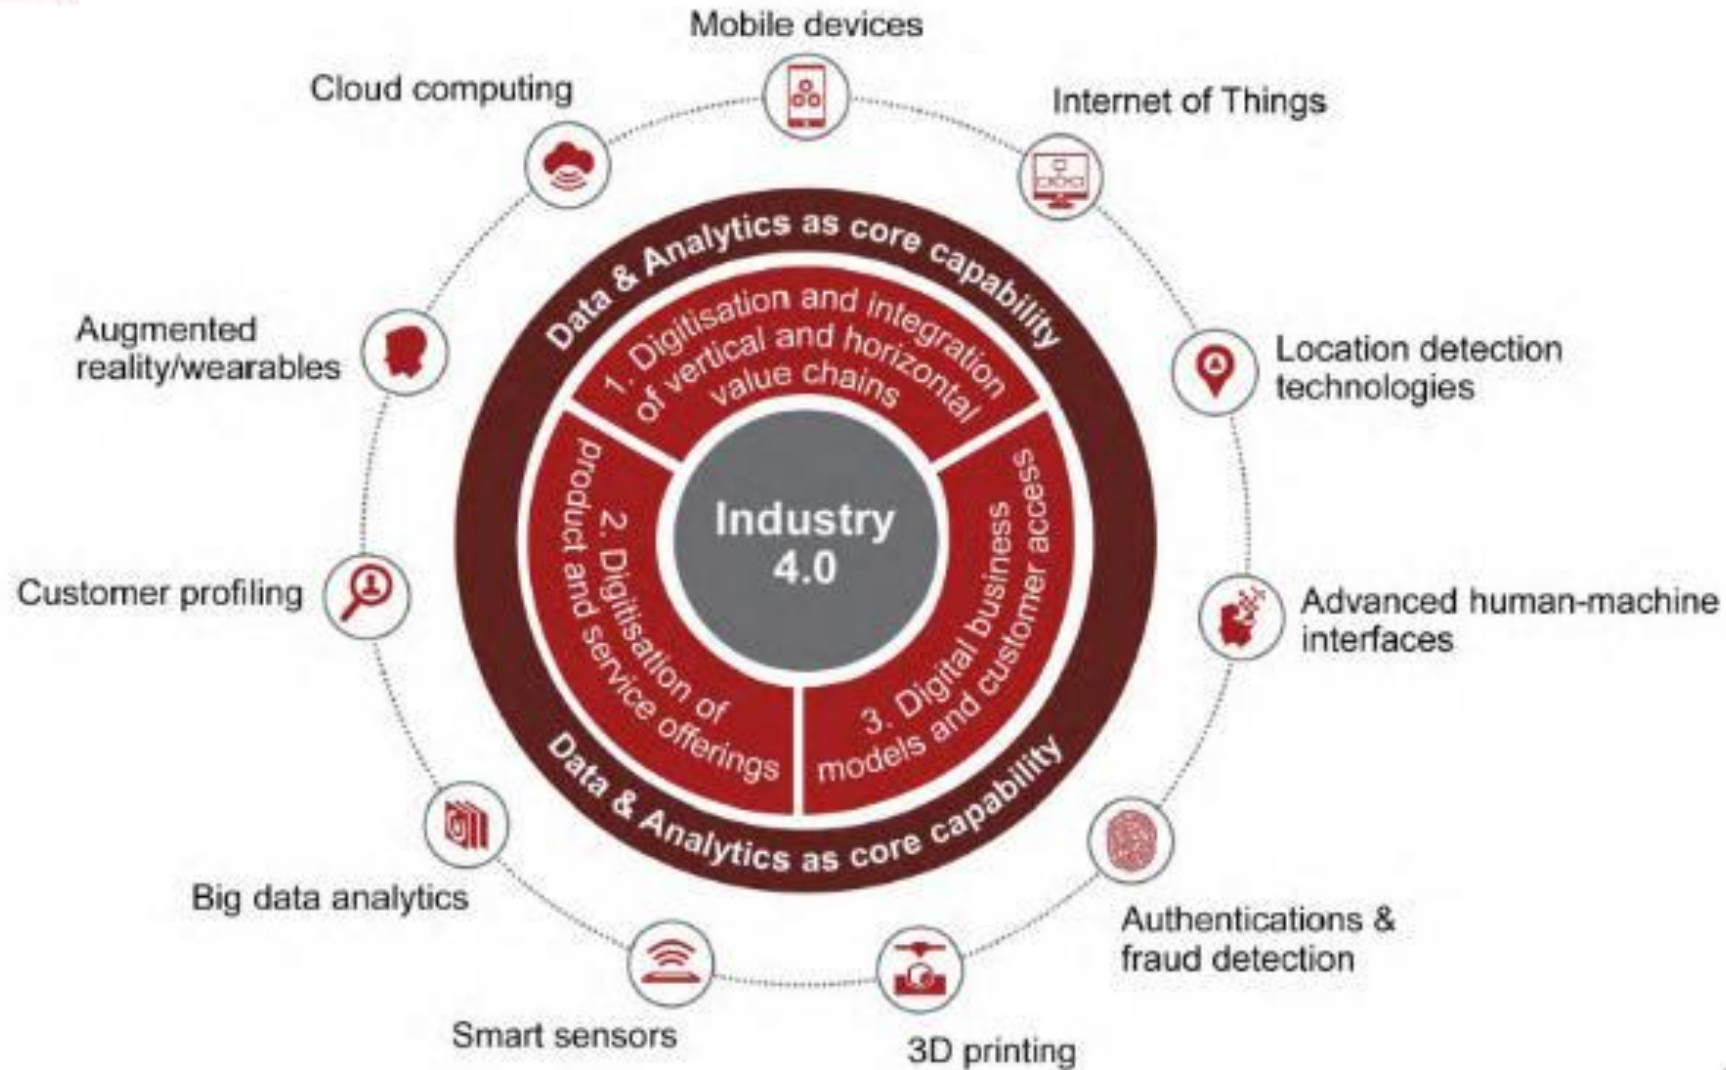 Mobile devices
Cloud computing
Internet of Things
Augmented
reality/wearables
Location detection
technologies
Customer profiling
Advanced human-machine
interfaces
Big data analytics
Authentications &
fraud detection
Smart sensors
3D printing
Data & Analytics as core capability
1. Digitisation and integration
of vertical and horizontal
value chains
2. Digitisation of
product and service offerings
3. Digital business
models and customer access
Industry
4.0
Data & Analytics as core capability